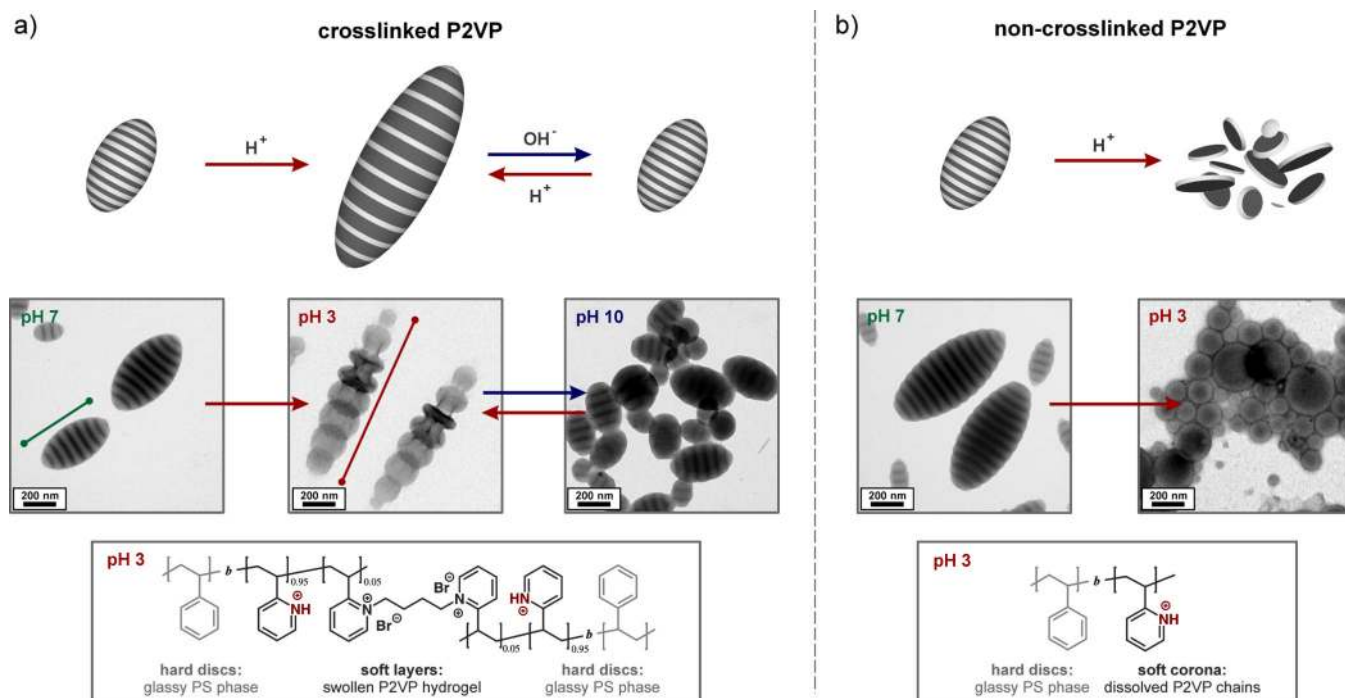 a)
crosslinked P2VP
H+
OH-
H+
pH 7
200 nm
pH 3
200 nm
pH 10
200 nm
pH 3
b
0.95
0.05
NH
⊕
N
⊕
Br⊖
Br⊖
N
⊕
HN
⊕
0.05
0.95
b
hard discs:
glassy PS phase
soft layers:
swollen P2VP hydrogel
hard discs:
glassy PS phase
b)
non-crosslinked P2VP
H+
pH 7
200 nm
pH 3
200 nm
pH 3
b
NH
⊕
hard discs:
glassy PS phase
soft corona:
dissolved P2VP chains